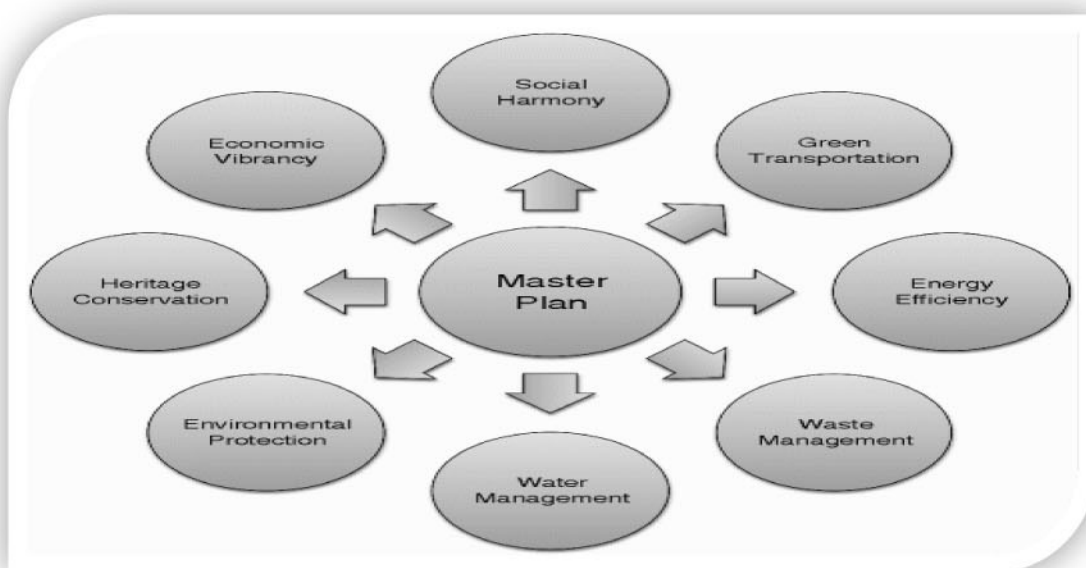 Social
Harmony
Economic
Vibrancy
Green
Transportation
Heritage
Conservation
Master
Plan
Energy
Efficiency
Environmental
Protection
Waste
Management
Water
Management